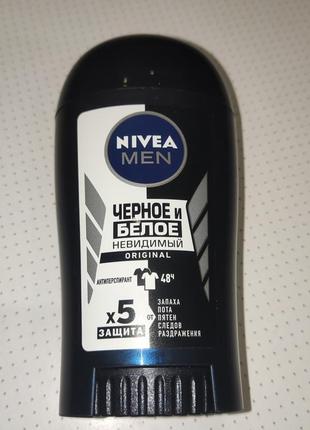 NIVEA
MEN
ЧЕРНОЕ и
БЕЛОЕ
НЕВИДИМЫЙ
ORIGINAL
АНТИПЕРСПИРАНТ 48Ч
x5 от
ЗАЩИТА
ЗАПАХА
ПОТА
ПЯТЕН
СЛЕДОВ
РАЗДРАЖЕНИЯ